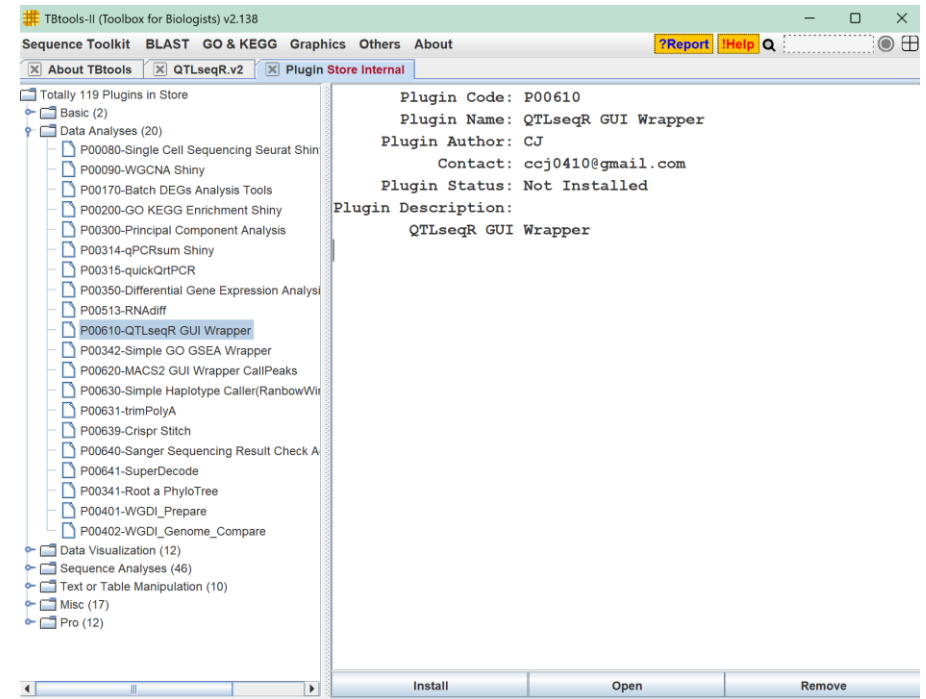 TBtools-II (Toolbox for Biologists) v2.138
Sequence Toolkit BLAST GO & KEGG Graphics Others About ?Report !Help
About TBtools QTLseqR.v2 Plugin Store Internal
Totally 119 Plugins in Store
Basic (2)
Data Analyses (20)
P00080-Single Cell Sequencing Seurat Shin
P00090-WGCNA Shiny
P00170-Batch DEGs Analysis Tools
P00200-GO KEGG Enrichment Shiny
P00300-Principal Component Analysis
P00314-qPCRsum Shiny
P00315-quickQrtPCR
P00350-Differential Gene Expression Analysi
P00513-RNAdiff
P00610-QTLseqR GUI Wrapper
P00342-Simple GO GSEA Wrapper
P00620-MACS2 GUI Wrapper CallPeaks
P00630-Simple Haplotype Caller(RanbowWi
P00631-trimPolyA
P00639-Crispr Stitch
P00640-Sanger Sequencing Result Check A
P00641-SuperDecode
P00341-Root a PhyloTree
P00401-WGDI_Prepare
P00402-WGDI_Genome_Compare
Data Visualization (12)
Sequence Analyses (46)
Text or Table Manipulation (10)
Misc (17)
Pro (12)
Plugin Code: P00610
Plugin Name: QTLseqR GUI Wrapper
Plugin Author: CJ
Contact: ccj0410@gmail.com
Plugin Status: Not Installed
Plugin Description:
QTLseqR GUI Wrapper
Install Open Remove